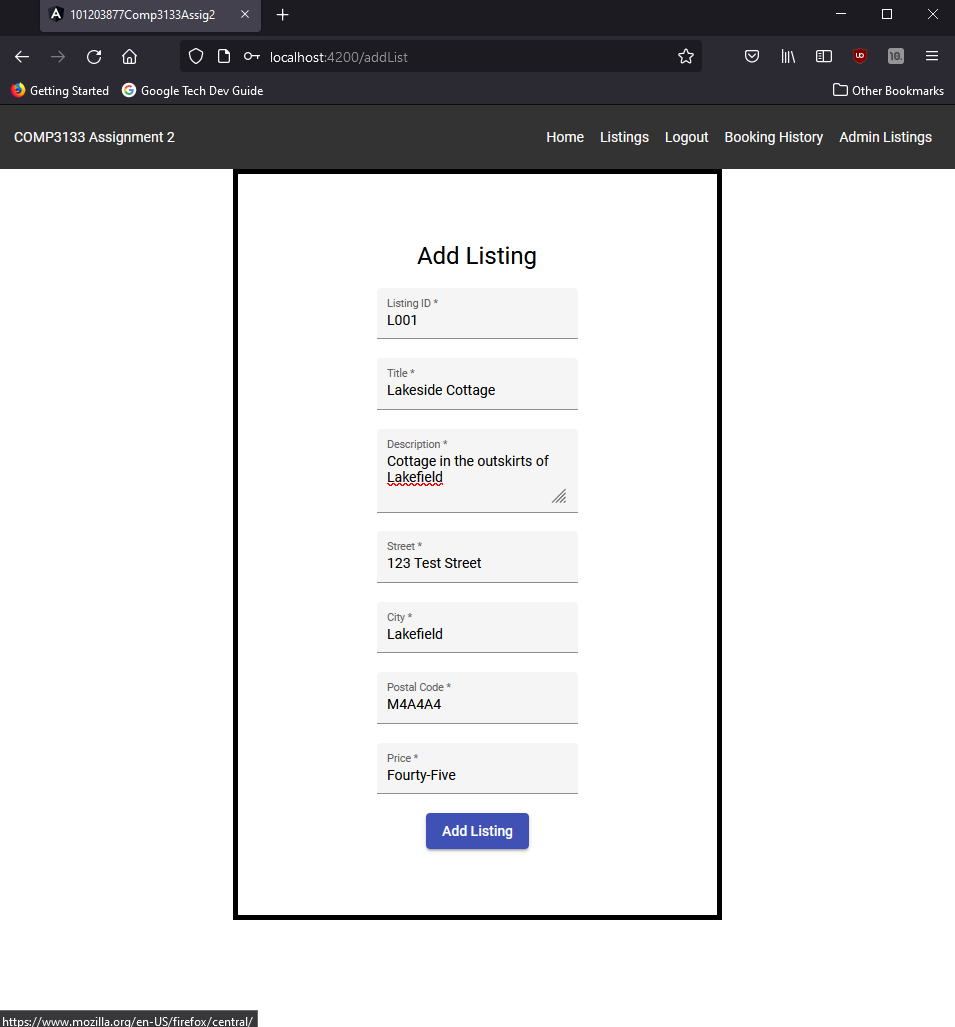 101203877Comp3133Assig2
localhost:4200/addList
Getting Started
Google Tech Dev Guide
Other Bookmarks
COMP3133 Assignment 2
Home
Listings
Logout
Booking History
Admin Listings
Add Listing
Listing ID *
L001
Title *
Lakeside Cottage
Description *
Cottage in the outskirts of
Lakefield
Street *
123 Test Street
City *
Lakefield
Postal Code *
M4A4A4
Price *
Fourty-Five
Add Listing
https://www.mozilla.org/en-US/firefox/central/